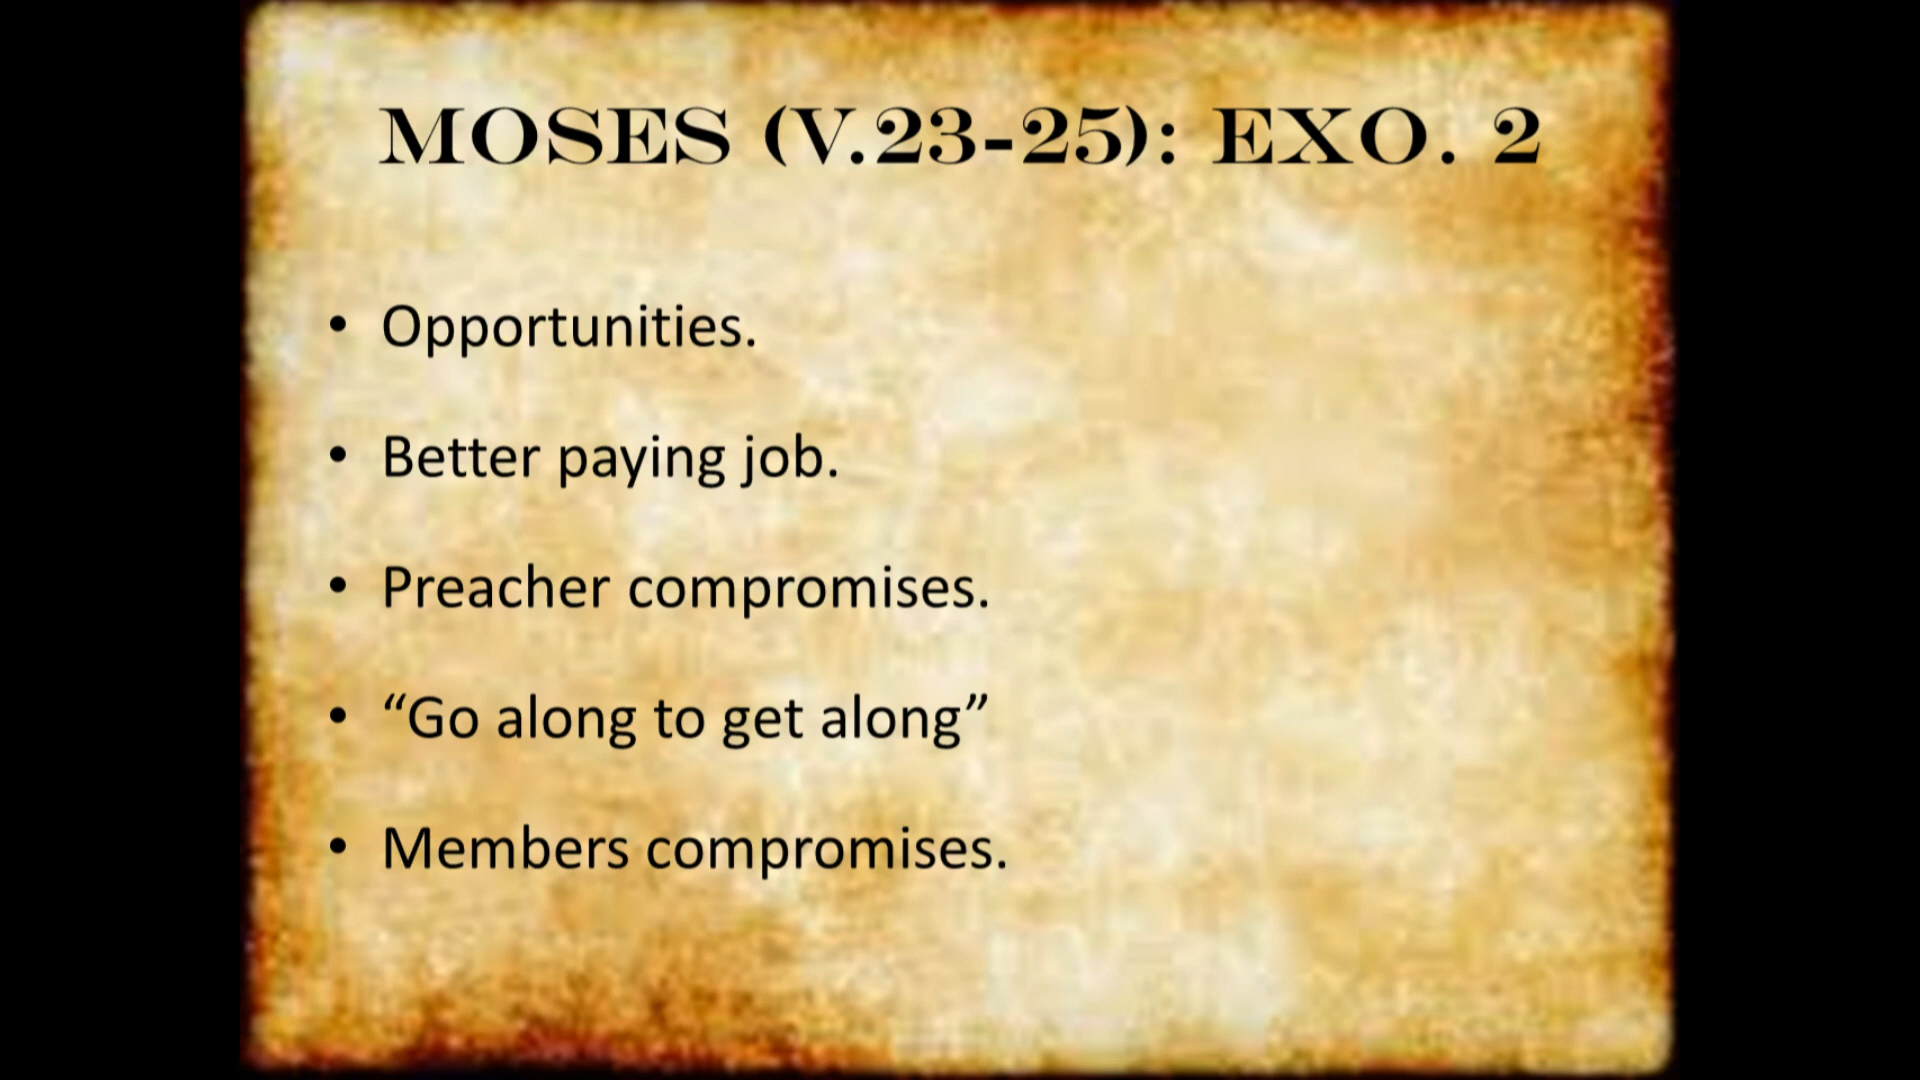 MOSES (V.23-25): EXO. 2
• Opportunities.
• Better paying job.
• Preacher compromises.
• “Go along to get along”
• Members compromises.